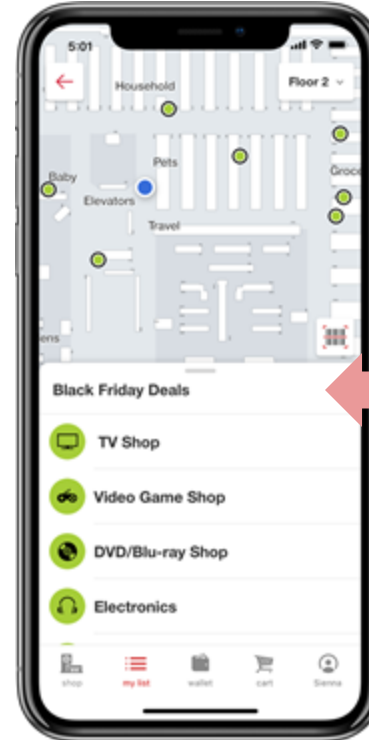 5:01
Household
Floor 2
Pets
Baby
Groce
Elevators
Travel
ens
Black Friday Deals
TV Shop
Video Game Shop
DVD/Blu-ray Shop
Electronics
shop
my list
wallet
cart
Sienna